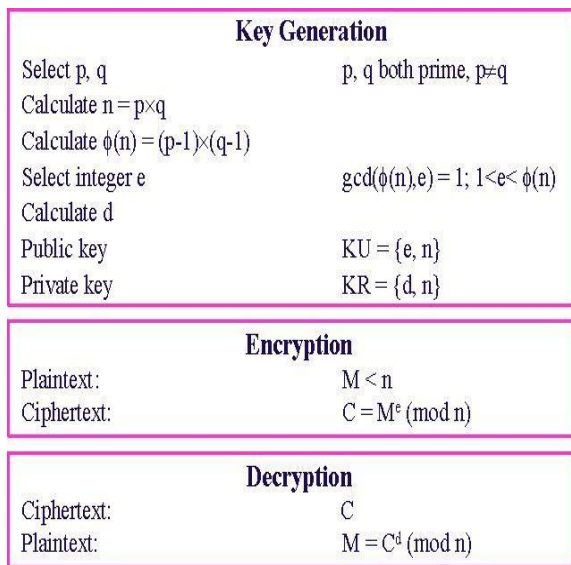 Key Generation
Select p, q p, q both prime, p≠q
Calculate n = p×q
Calculate ϕ(n) = (p-1)×(q-1)
Select integer e gcd(ϕ(n),e) = 1; 1<e< ϕ(n)
Calculate d
Public key KU = {e, n}
Private key KR = {d, n}
Encryption
Plaintext: M < n
Ciphertext: C = Mᵉ (mod n)
Decryption
Ciphertext: C
Plaintext: M = Cᵈ (mod n)